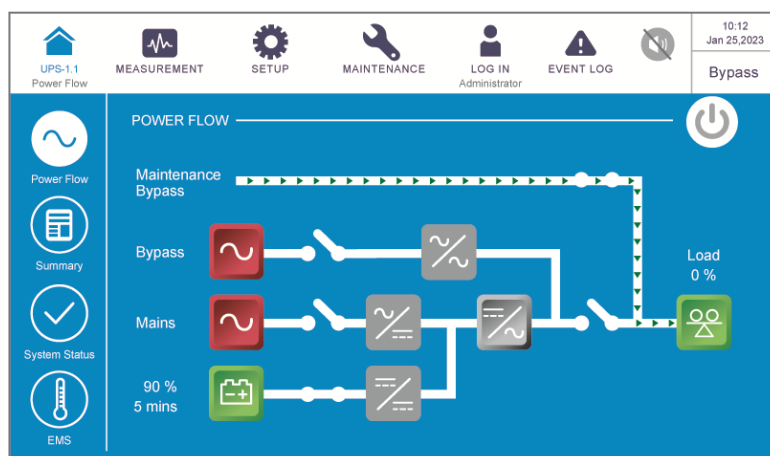 UPS-1.1
Power Flow
MEASUREMENT
SETUP
MAINTENANCE
LOG IN
Administrator
EVENT LOG
10:12
Jan 25,2023
Bypass
POWER FLOW
Power Flow
Summary
System Status
EMS
Maintenance
Bypass
Bypass
Mains
90 %
5 mins
Load
0 %